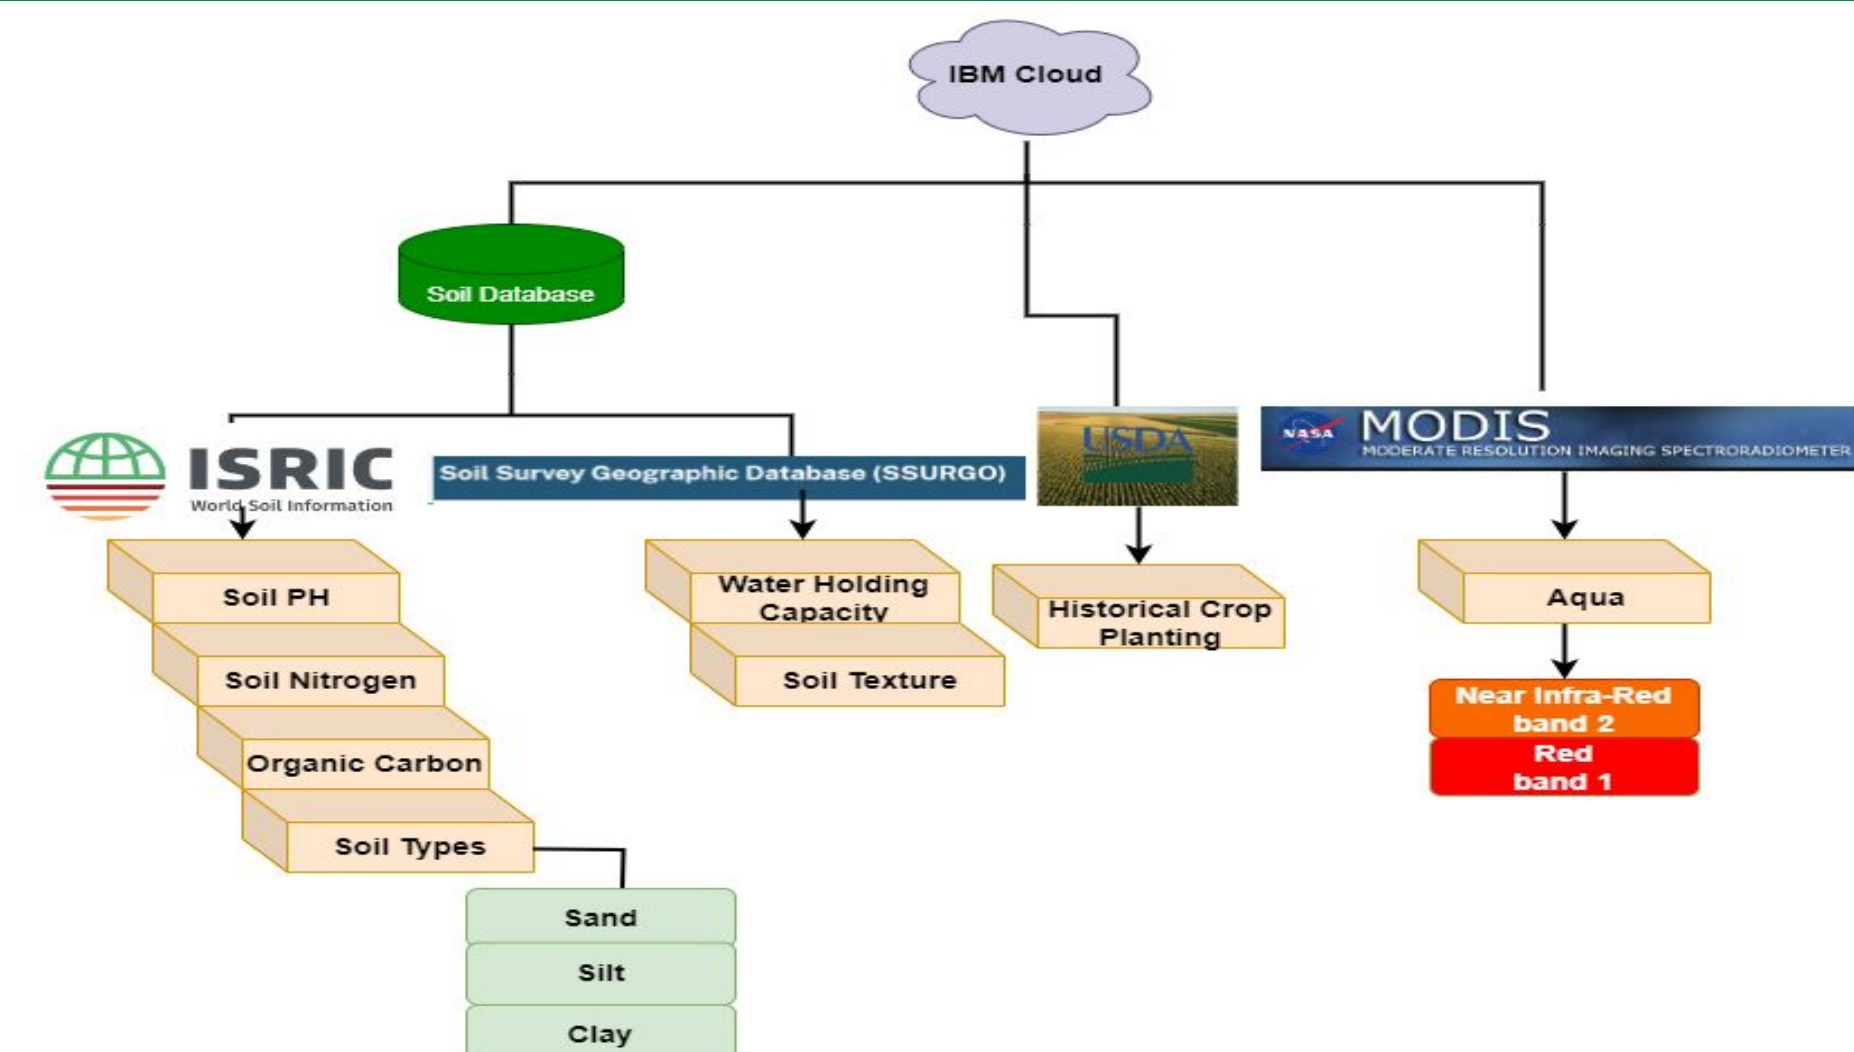 IBM Cloud
Soil Database
ISRIC
World Soil Information
Soil Survey Geographic Database (SSURGO)
USDA
NASA
MODIS
MODERATE RESOLUTION IMAGING SPECTRORADIOMETER
Soil PH
Soil Nitrogen
Organic Carbon
Soil Types
Sand
Silt
Clay
Water Holding
Capacity
Soil Texture
Historical Crop
Planting
Aqua
Near Infra-Red
band 2
Red
band 1